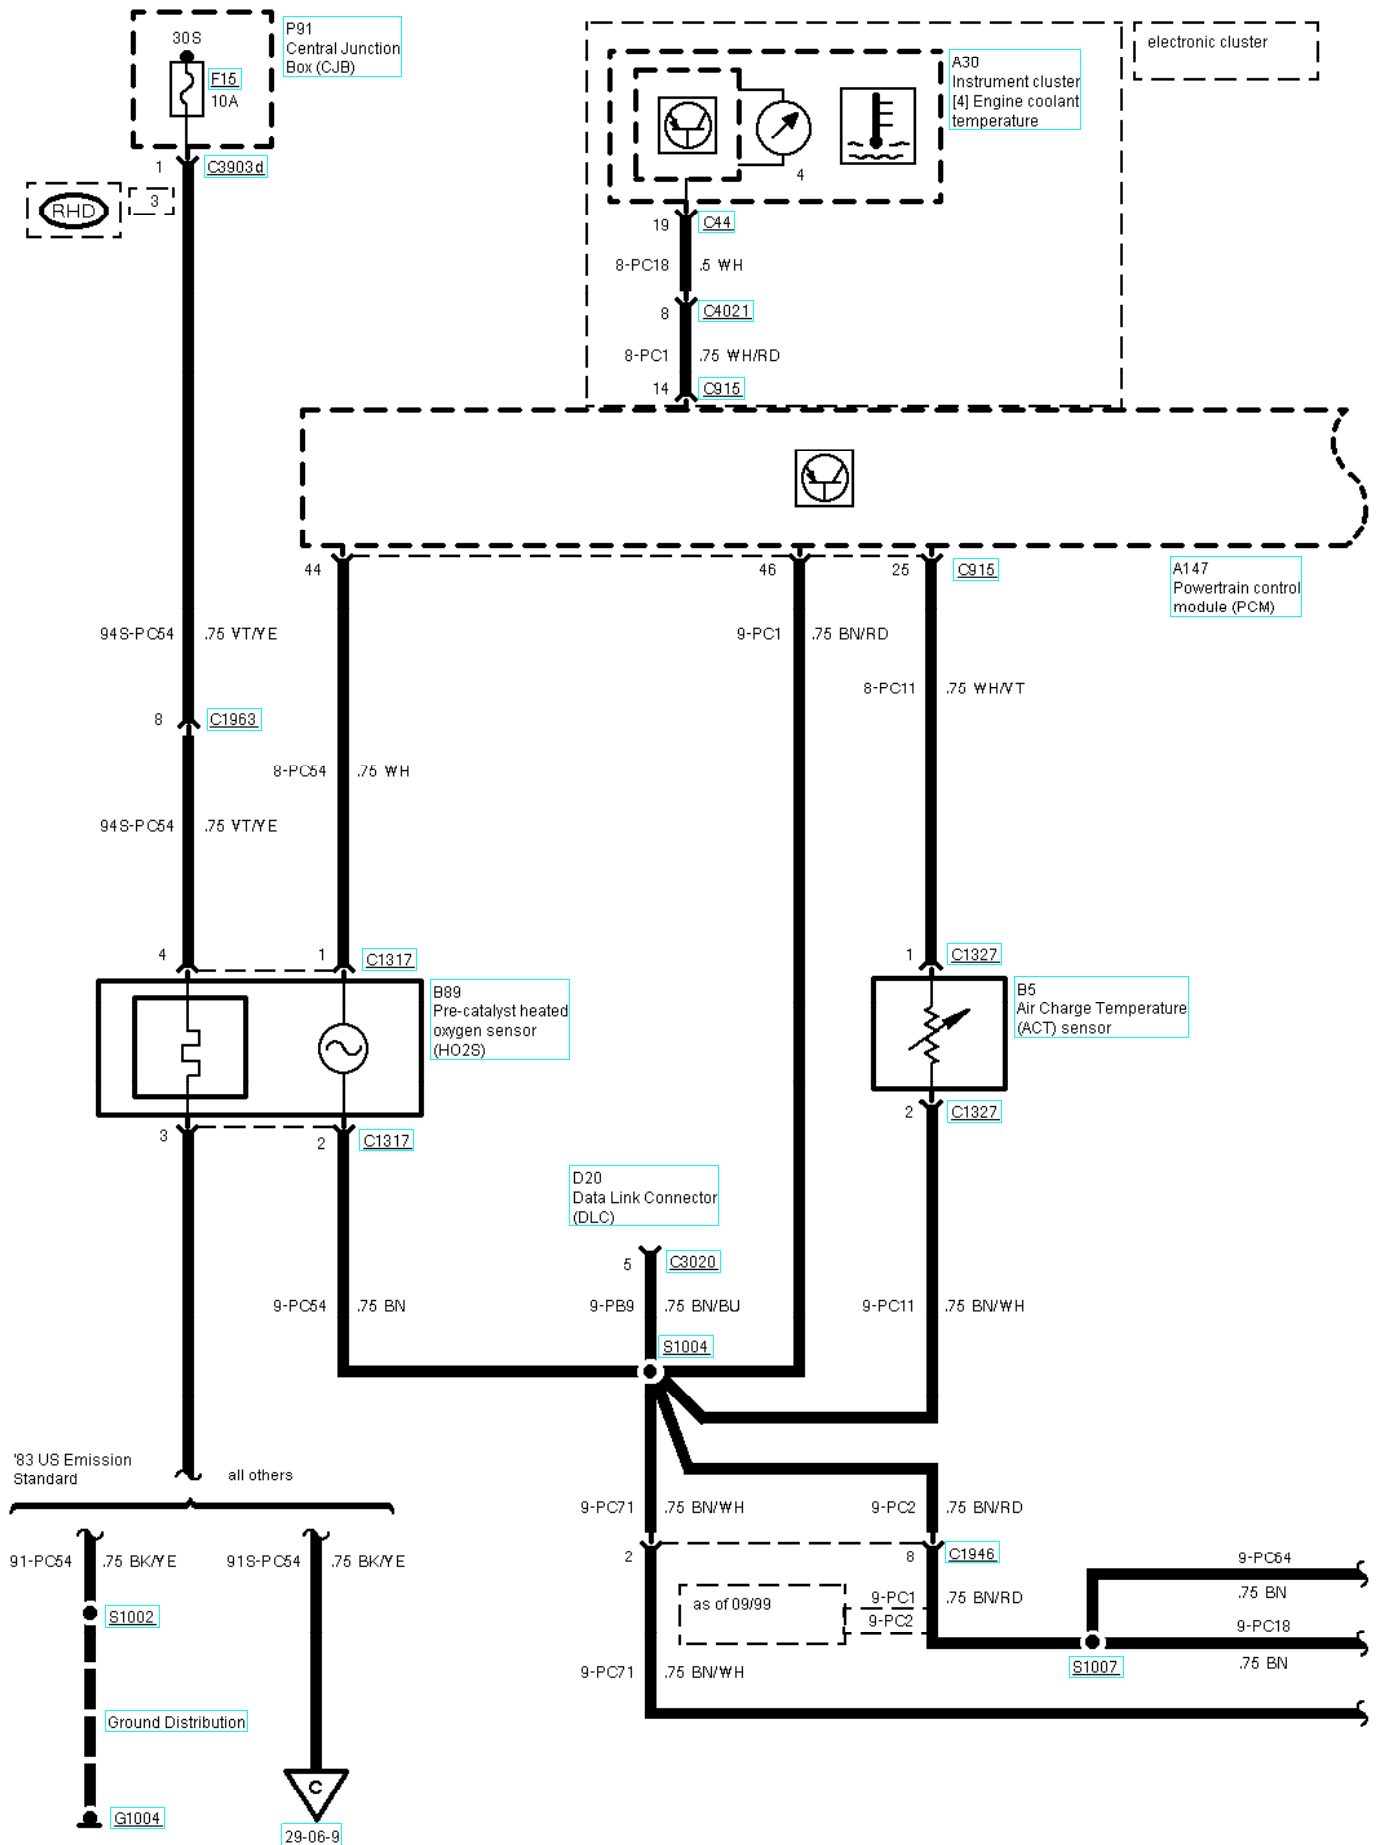 30S
F15
10A
P91
Central Junction
Box (CJB)
1
C3903d
RHD
3
electronic cluster
A30
Instrument cluster
[4] Engine coolant
temperature
4
19
C44
8-PC18
.5 WH
8
C4021
8-PC1
.75 WH/RD
14
C915
44
46
25
C915
A147
Powertrain control
module (PCM)
94S-PC54
.75 VT/YE
9-PC1
.75 BN/RD
8-PC11
.75 WH/VT
8
C1963
8-PC54
.75 WH
94S-PC54
.75 VT/YE
4
1
C1317
1
C1327
B89
Pre-catalyst heated
oxygen sensor
(HO2S)
B5
Air Charge Temperature
(ACT) sensor
3
2
C1317
2
C1327
D20
Data Link Connector
(DLC)
5
C3020
9-PC54
.75 BN
9-PB9
.75 BN/BU
9-PC11
.75 BN/WH
S1004
'83 US Emission
Standard
all others
9-PC71
.75 BN/WH
9-PC2
.75 BN/RD
91-PC54
.75 BK/YE
91S-PC54
.75 BK/YE
2
8
C1946
9-PC64
.75 BN
as of 09/99
9-PC1
.75 BN/RD
9-PC2
S1002
9-PC18
.75 BN
S1007
9-PC71
.75 BN/WH
Ground Distribution
C
G1004
29-06-9